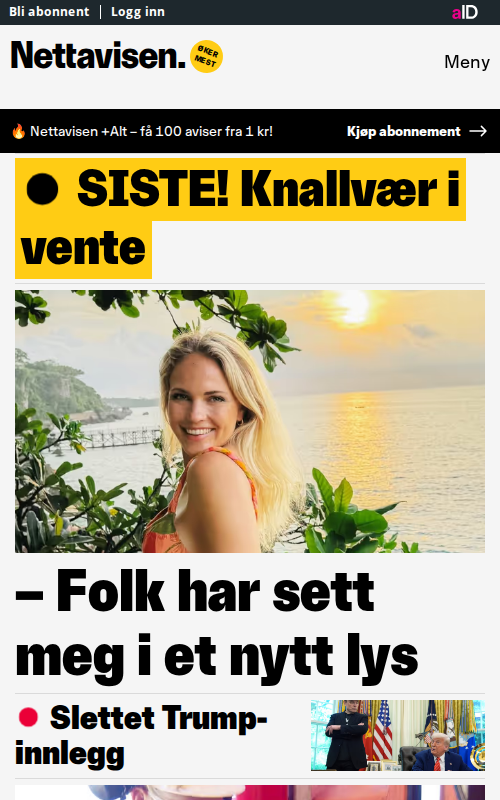 Bli abonnent | Logg inn
aID
Nettavisen.
ØKER
MEST
Meny
🔥 Nettavisen +Alt – få 100 aviser fra 1 kr!
Kjøp abonnement →
● SISTE! Knallvær i
vente
– Folk har sett
meg i et nytt lys
● Slettet Trump-
innlegg